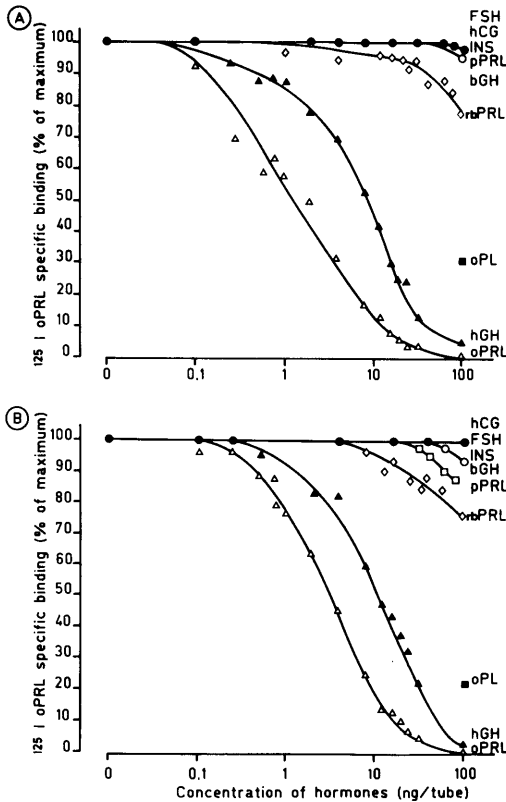 A
125 I oPRL specific binding (% of maximum)
100
90
80
70
60
50
40
30
20
10
0
0
0,1
1
10
100
FSH
hCG
INS
pPRL
bGH
rbPRL
oPL
hGH
oPRL
B
125 I oPRL specific binding (% of maximum)
100
90
80
70
60
50
40
30
20
10
0
0
0,1
1
10
100
hCG
FSH
INS
bGH
pPRL
rbPRL
oPL
hGH
oPRL
Concentration of hormones (ng/tube)